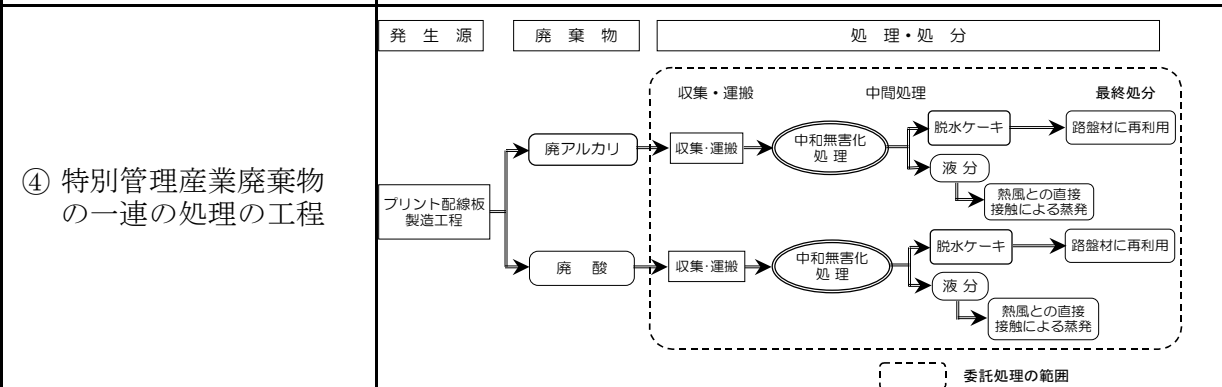 ④ 特別管理産業廃棄物
の一連の処理の工程
発 生 源
廃 棄 物
処 理・処 分
収集・運搬
中間処理
最終処分
プリント配線板
製造工程
廃アルカリ
収集・運搬
中和無害化
処 理
脱水ケーキ
路盤材に再利用
液 分
熱風との直接
接触による蒸発
廃 酸
収集・運搬
中和無害化
処 理
脱水ケーキ
路盤材に再利用
液 分
熱風との直接
接触による蒸発
委託処理の範囲